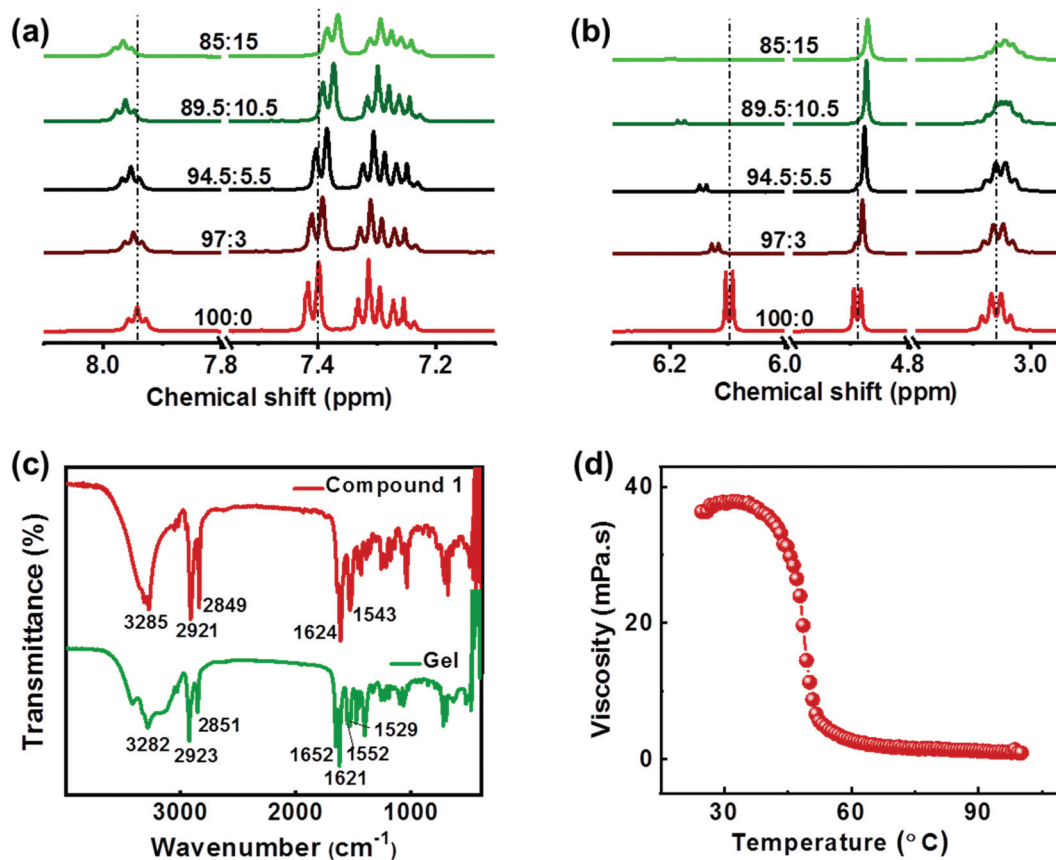 (a)
85:15
89.5:10.5
94.5:5.5
97:3
100:0
8.0 7.8 7.4 7.2
Chemical shift (ppm)
(b)
85:15
89.5:10.5
94.5:5.5
97:3
100:0
6.2 6.0 4.8 3.0
Chemical shift (ppm)
(c)
Compound 1
3285
2921
2849
1624
1543
Gel
3282
2923
2851
1652
1621
1552
1529
Transmittance (%)
3000 2000 1000
Wavenumber (cm⁻¹)
(d)
40
20
0
Viscosity (mPa.s)
30 60 90
Temperature (° C)